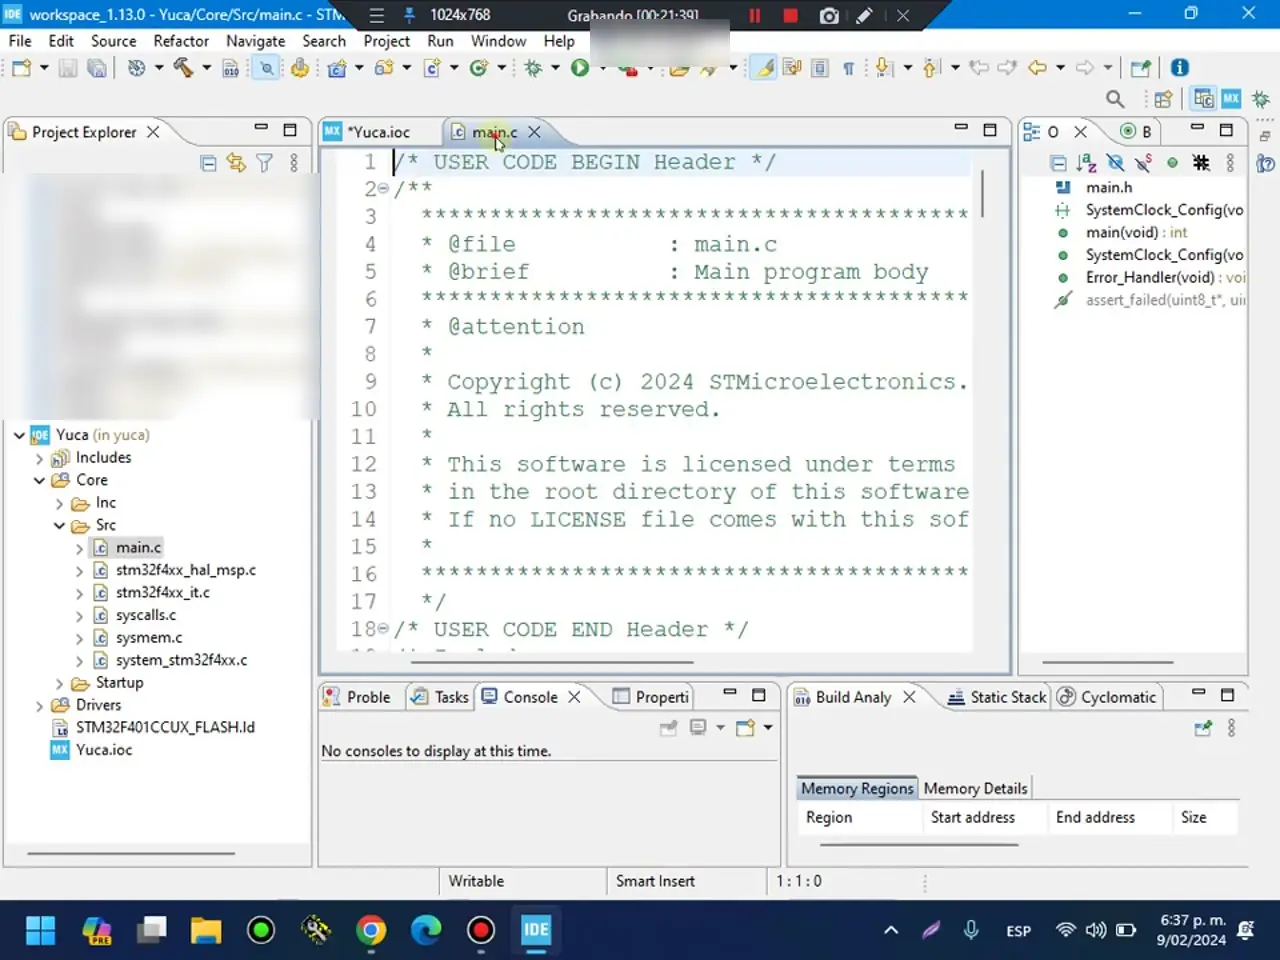 IDE workspace_1.13.0 - Yuca/Core/Src/main.c - STM
1024x768
Grabando [00:21:39]
File Edit Source Refactor Navigate Search Project Run Window Help
MX
Project Explorer
MX *Yuca.ioc
main.c
O
B
1 /* USER CODE BEGIN Header */
2 /**
3 ****************************************
4 * @file : main.c
5 * @brief : Main program body
6 ****************************************
7 * @attention
8 *
9 * Copyright (c) 2024 STMicroelectronics.
10 * All rights reserved.
11 *
12 * This software is licensed under terms
13 * in the root directory of this software
14 * If no LICENSE file comes with this sof
15 *
16 ****************************************
17 */
18 /* USER CODE END Header */
main.h
SystemClock_Config(vo
main(void) : int
SystemClock_Config(vo
Error_Handler(void) : voi
assert_failed(uint8_t*, ui
IDE Yuca (in yuca)
Includes
Core
Inc
Src
main.c
stm32f4xx_hal_msp.c
stm32f4xx_it.c
syscalls.c
sysmem.c
system_stm32f4xx.c
Startup
Drivers
STM32F401CCUX_FLASH.ld
MX Yuca.ioc
Proble Tasks Console Properti
No consoles to display at this time.
Build Analy Static Stack Cyclomatic
Memory Regions Memory Details
Region Start address End address Size
Writable Smart Insert 1:1:0
PRE
IDE
ESP
6:37 p. m.
9/02/2024